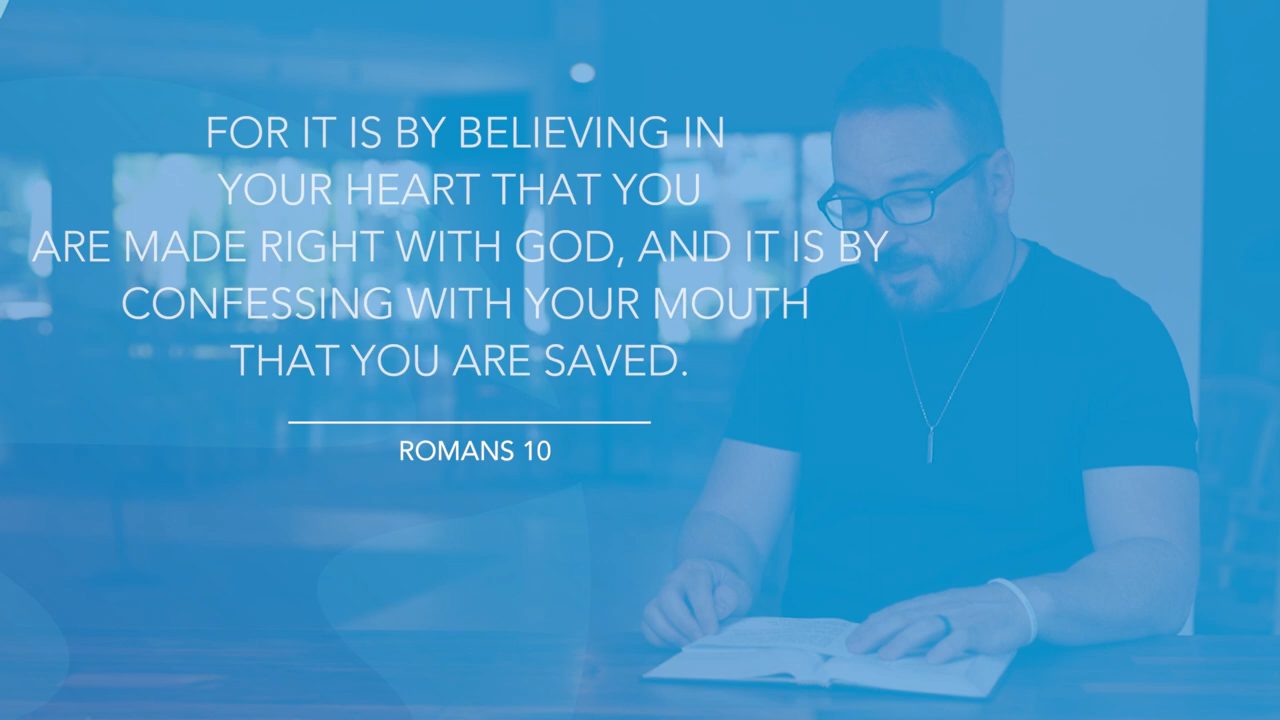 FOR IT IS BY BELIEVING IN
YOUR HEART THAT YOU
ARE MADE RIGHT WITH GOD, AND IT IS BY
CONFESSING WITH YOUR MOUTH
THAT YOU ARE SAVED.
ROMANS 10